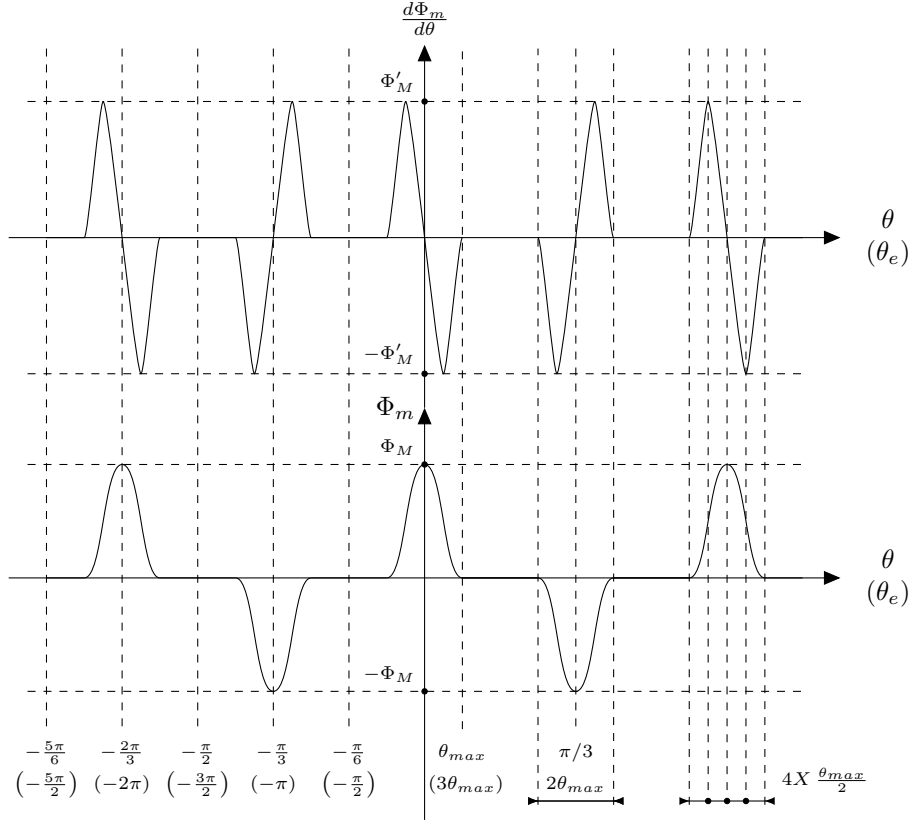 dΦ_m
dθ
Φ′_M
θ
(θ_e)
−Φ′_M
Φ_m
Φ_M
θ
(θ_e)
−Φ_M
−5π/6 −2π/3 −π/2 −π/3 −π/6 θ_max π/3
(−5π/2) (−2π) (−3π/2) (−π) (−π/2) (3θ_max) 2θ_max 4X θ_max/2